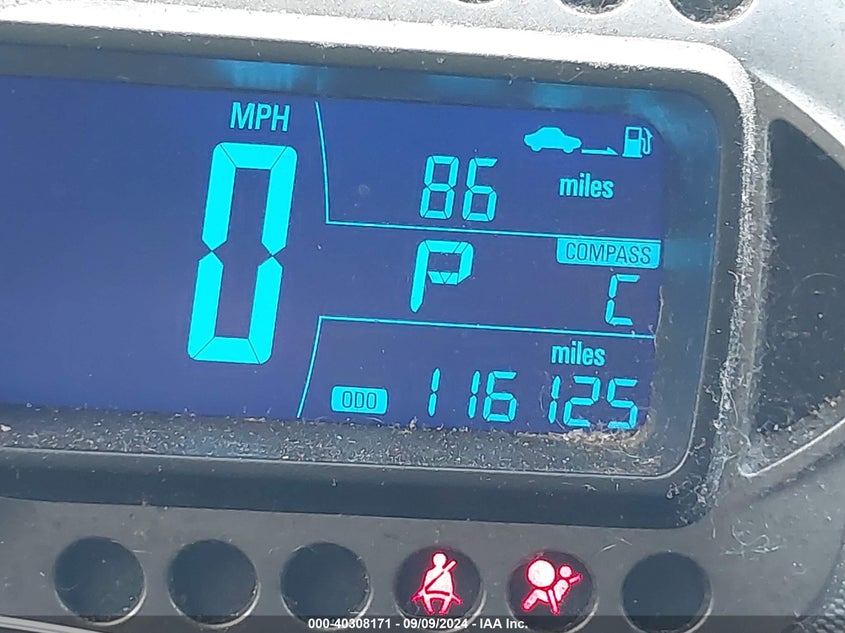 MPH
0
86 miles
P
COMPASS
C
miles
ODO 116125
000-40308171 - 09/09/2024 - IAA Inc.